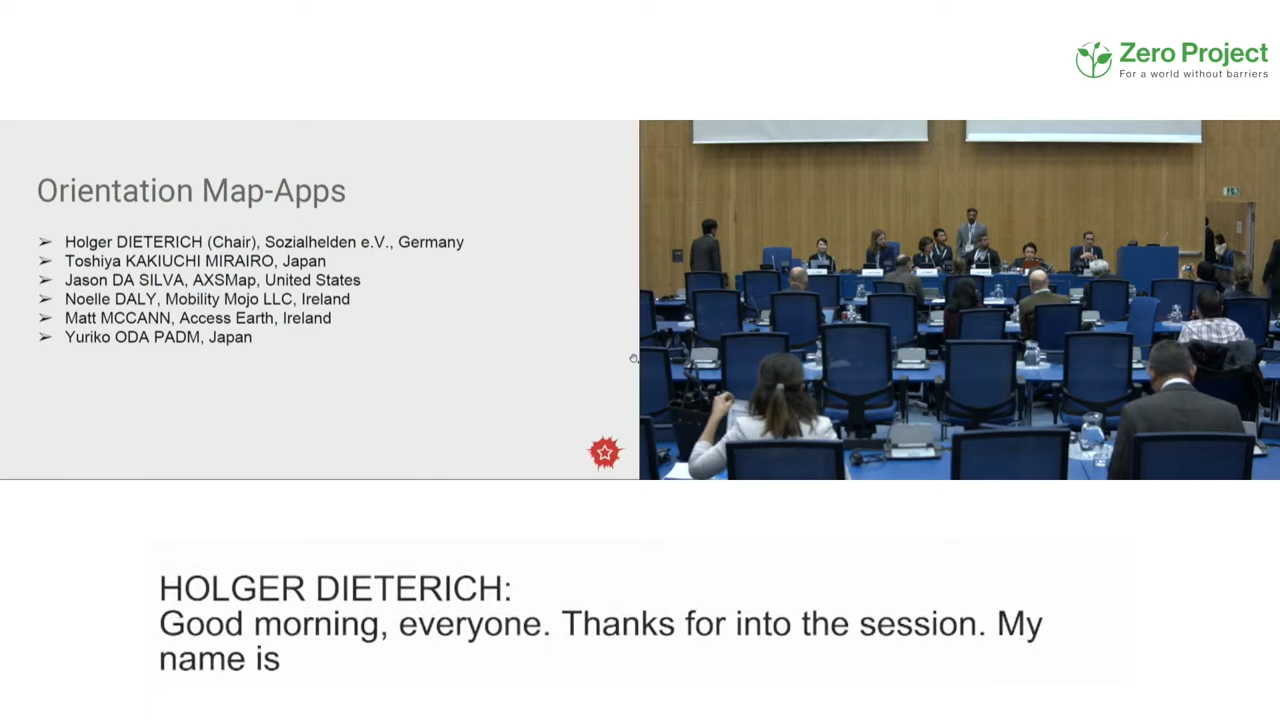 Zero Project
For a world without barriers
Orientation Map-Apps
➢ Holger DIETERICH (Chair), Sozialhelden e.V., Germany
➢ Toshiya KAKIUCHI MIRAIRO, Japan
➢ Jason DA SILVA, AXSMap, United States
➢ Noelle DALY, Mobility Mojo LLC, Ireland
➢ Matt MCCANN, Access Earth, Ireland
➢ Yuriko ODA PADM, Japan
HOLGER DIETERICH:
Good morning, everyone. Thanks for into the session. My
name is